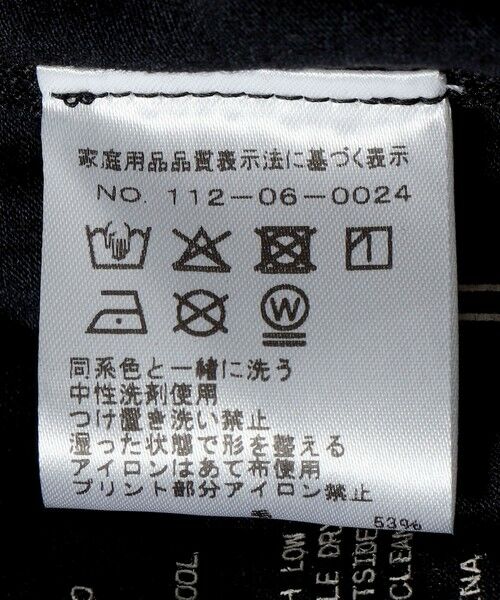 家庭用品品質表示法に基づく表示
NO. 112-06-0024
W
同系色と一緒に洗う
中性洗剤使用
つけ置き洗い禁止
湿った状態で形を整える
アイロンはあて布使用
プリント部分アイロン禁止
5396